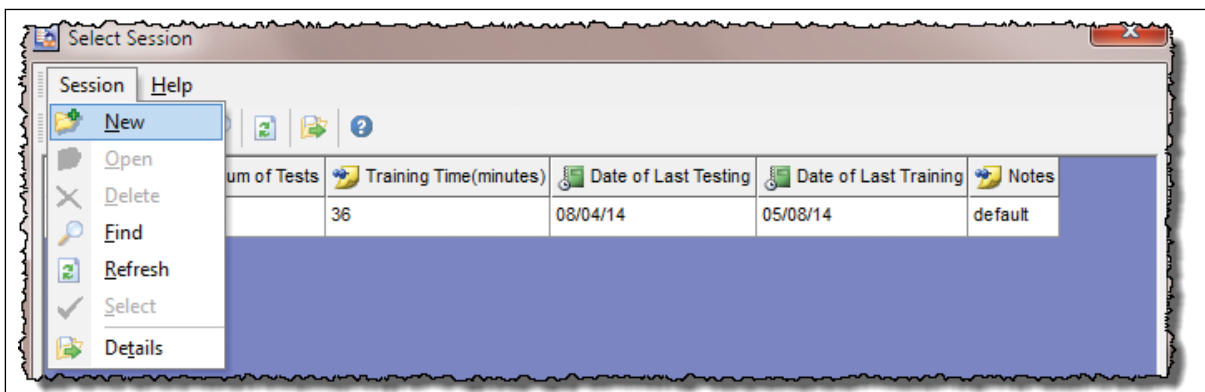 Select Session
Session Help
New
Open
um of Tests Training Time(minutes) Date of Last Testing Date of Last Training Notes
Delete
36 08/04/14 05/08/14 default
Find
Refresh
Select
Details